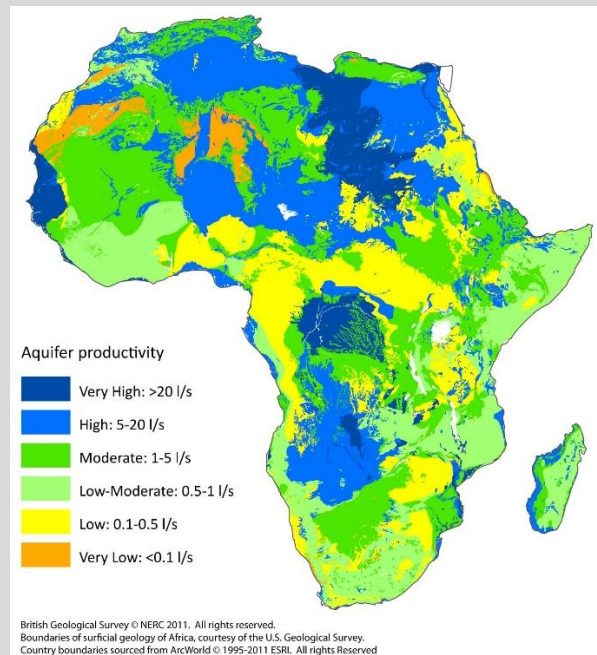 Aquifer productivity
Very High: >20 l/s
High: 5-20 l/s
Moderate: 1-5 l/s
Low-Moderate: 0.5-1 l/s
Low: 0.1-0.5 l/s
Very Low: <0.1 l/s
British Geological Survey © NERC 2011. All rights reserved.
Boundaries of surficial geology of Africa, courtesy of the U.S. Geological Survey.
Country boundaries sourced from ArcWorld © 1995-2011 ESRI. All rights Reserved